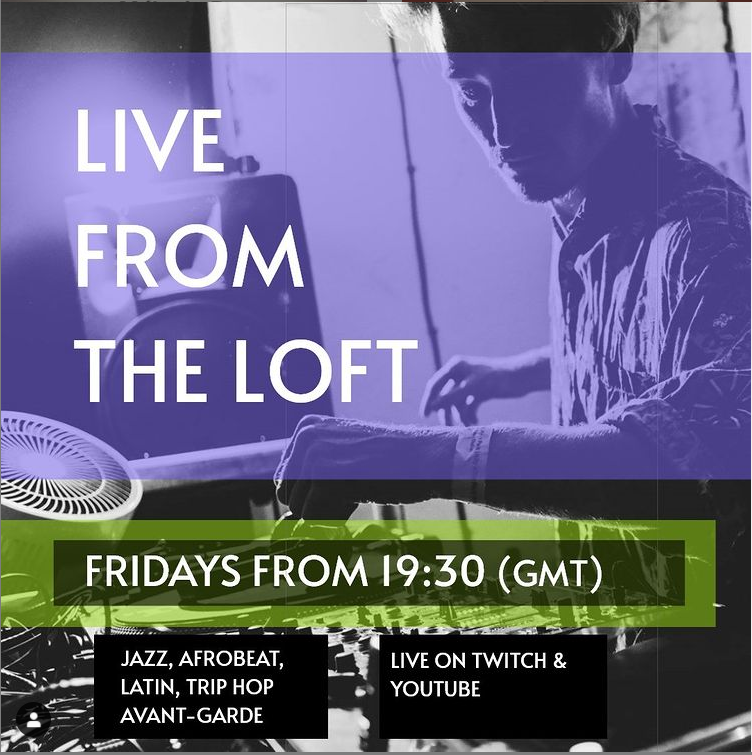 LIVE
FROM
THE LOFT
FRIDAYS FROM 19:30 (GMT)
JAZZ, AFROBEAT,
LATIN, TRIP HOP
AVANT-GARDE
LIVE ON TWITCH &
YOUTUBE